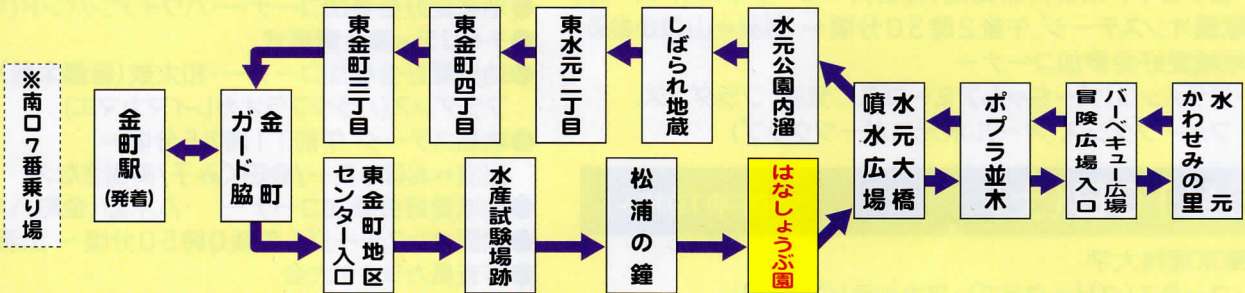 ※南口7番乗り場
金町駅
(発着)
金町
ガード脇
東金町三丁目
東金町四丁目
東水元二丁目
しばられ地蔵
水元公園内溜
水元大橋
噴水広場
ポプラ並木
バーベキュー広場
冒険広場入口
水元
かわせみの里
東金町地区
センター入口
水産試験場跡
松浦の鐘
はなしょうぶ園